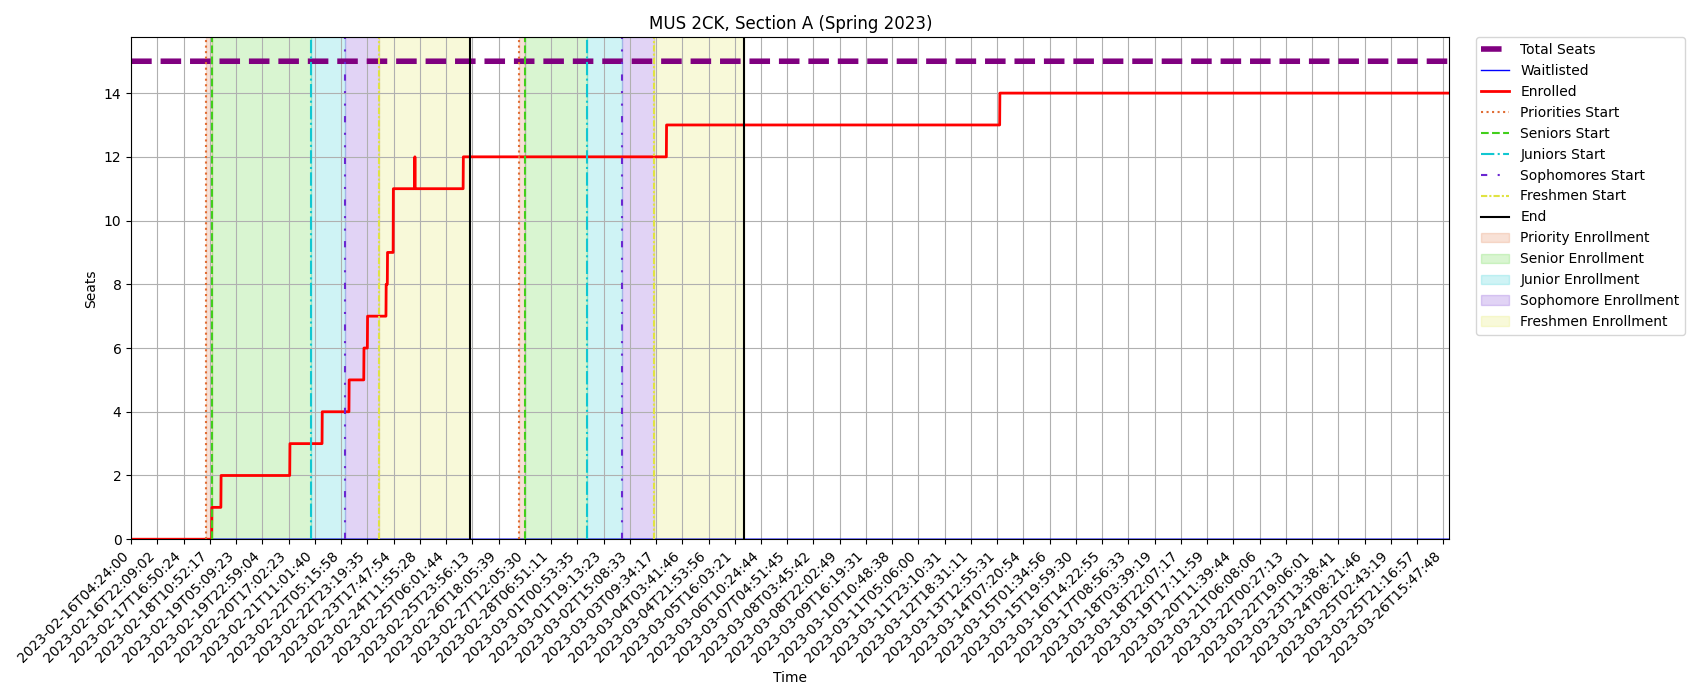 MUS 2CK, Section A (Spring 2023)
Total Seats
Waitlisted
Enrolled
Priorities Start
Seniors Start
Juniors Start
Sophomores Start
Freshmen Start
End
Priority Enrollment
Senior Enrollment
Junior Enrollment
Sophomore Enrollment
Freshmen Enrollment
Seats
14
12
10
8
6
4
2
0
2023-02-16T04:24:00
2023-02-16T22:09:02
2023-02-17T16:50:24
2023-02-18T10:52:17
2023-02-19T05:09:23
2023-02-19T22:59:04
2023-02-20T17:02:23
2023-02-21T11:01:40
2023-02-22T05:15:58
2023-02-22T23:19:35
2023-02-23T17:47:54
2023-02-24T11:55:28
2023-02-25T06:01:44
2023-02-25T23:56:13
2023-02-26T18:05:39
2023-02-27T12:05:30
2023-02-28T06:51:11
2023-03-01T00:53:35
2023-03-01T19:13:23
2023-03-02T15:08:33
2023-03-03T09:34:17
2023-03-04T03:41:46
2023-03-04T21:53:56
2023-03-05T16:03:21
2023-03-06T10:24:44
2023-03-07T04:51:45
2023-03-08T03:45:42
2023-03-08T22:02:49
2023-03-09T16:19:31
2023-03-10T10:48:38
2023-03-11T05:06:00
2023-03-11T23:10:31
2023-03-12T18:31:11
2023-03-13T12:55:31
2023-03-14T07:20:54
2023-03-15T01:34:56
2023-03-15T19:59:30
2023-03-16T14:22:55
2023-03-17T08:56:33
2023-03-18T03:39:19
2023-03-18T22:07:17
2023-03-19T17:11:59
2023-03-20T11:39:44
2023-03-21T06:08:06
2023-03-22T00:27:13
2023-03-22T19:06:01
2023-03-23T13:38:41
2023-03-24T08:21:46
2023-03-25T02:43:19
2023-03-25T21:16:57
2023-03-26T15:47:48
Time